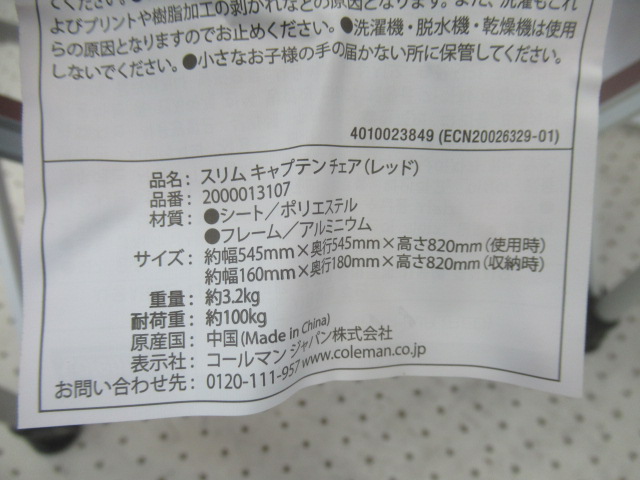 よびプリントや樹脂加工の剥がれなどの原因となります。また、洗濯もこれ
らの原因となりますのでお止めください。●洗濯機・脱水機・乾燥機は使用
しないでください。●小さなお子様の手の届かない所に保管してください。
4010023849 (ECN20026329-01)
品名: スリム キャプテン チェア(レッド)
品番: 2000013107
材質: ●シート/ポリエステル
●フレーム/アルミニウム
サイズ: 約幅545mm×奥行545mm×高さ820mm(使用時)
約幅160mm×奥行180mm×高さ820mm(収納時)
重量: 約3.2kg
耐荷重: 約100kg
原産国: 中国(Made in China)
表示社: コールマン ジャパン株式会社
お問い合わせ先: 0120-111-957 www.coleman.co.jp